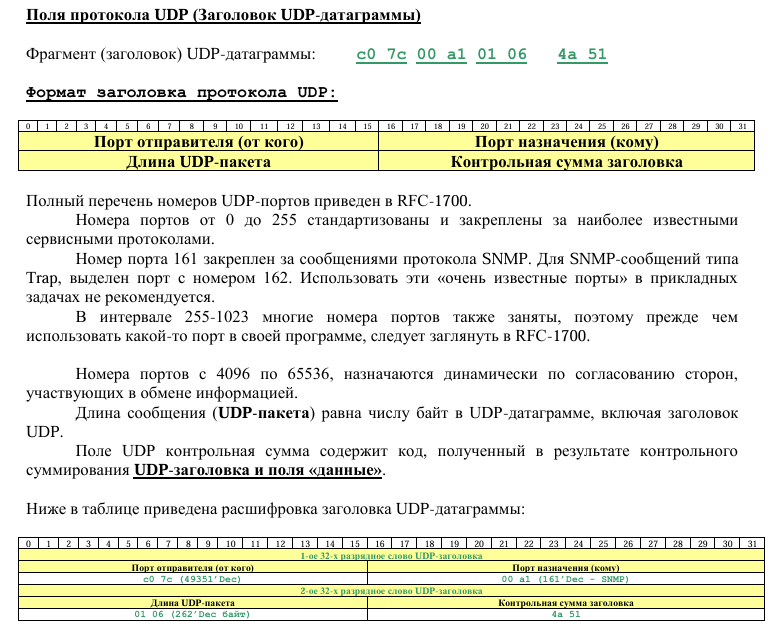 Поля протокола UDP (Заголовок UDP-датаграммы)
Фрагмент (заголовок) UDP-датаграммы: c0 7c 00 a1 01 06 4a 51
Формат заголовка протокола UDP:
0 1 2 3 4 5 6 7 8 9 10 11 12 13 14 15 16 17 18 19 20 21 22 23 24 25 26 27 28 29 30 31
Порт отправителя (от кого) Порт назначения (кому)
Длина UDP-пакета Контрольная сумма заголовка
Полный перечень номеров UDP-портов приведен в RFC-1700.
Номера портов от 0 до 255 стандартизованы и закреплены за наиболее известными
сервисными протоколами.
Номер порта 161 закреплен за сообщениями протокола SNMP. Для SNMP-сообщений типа
Trap, выделен порт с номером 162. Использовать эти «очень известные порты» в прикладных
задачах не рекомендуется.
В интервале 255-1023 многие номера портов также заняты, поэтому прежде чем
использовать какой-то порт в своей программе, следует заглянуть в RFC-1700.
Номера портов с 4096 по 65536, назначаются динамически по согласованию сторон,
участвующих в обмене информацией.
Длина сообщения (UDP-пакета) равна числу байт в UDP-датаграмме, включая заголовок
UDP.
Поле UDP контрольная сумма содержит код, полученный в результате контрольного
суммирования UDP-заголовка и поля «данные».
Ниже в таблице приведена расшифровка заголовка UDP-датаграммы:
0 1 2 3 4 5 6 7 8 9 10 11 12 13 14 15 16 17 18 19 20 21 22 23 24 25 26 27 28 29 30 31
1-ое 32-х разрядное слово UDP-заголовка
Порт отправителя (от кого) Порт назначения (кому)
c0 7c (49351’Dec) 00 a1 (161’Dec - SNMP)
2-ое 32-х разрядное слово UDP-заголовка
Длина UDP-пакета Контрольная сумма заголовка
01 06 (262’Dec байт) 4a 51